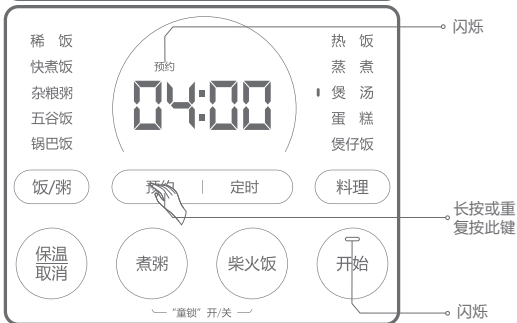 稀 饭
快煮饭
杂粮粥
五谷饭
锅巴饭
预约
04:00
热 饭
蒸 煮
煲 汤
蛋 糕
煲仔饭
闪烁
饭/粥
预约 | 定时
料理
长按或重
复按此键
保温
取消
煮粥
柴火饭
开始
“童锁” 开/关
闪烁